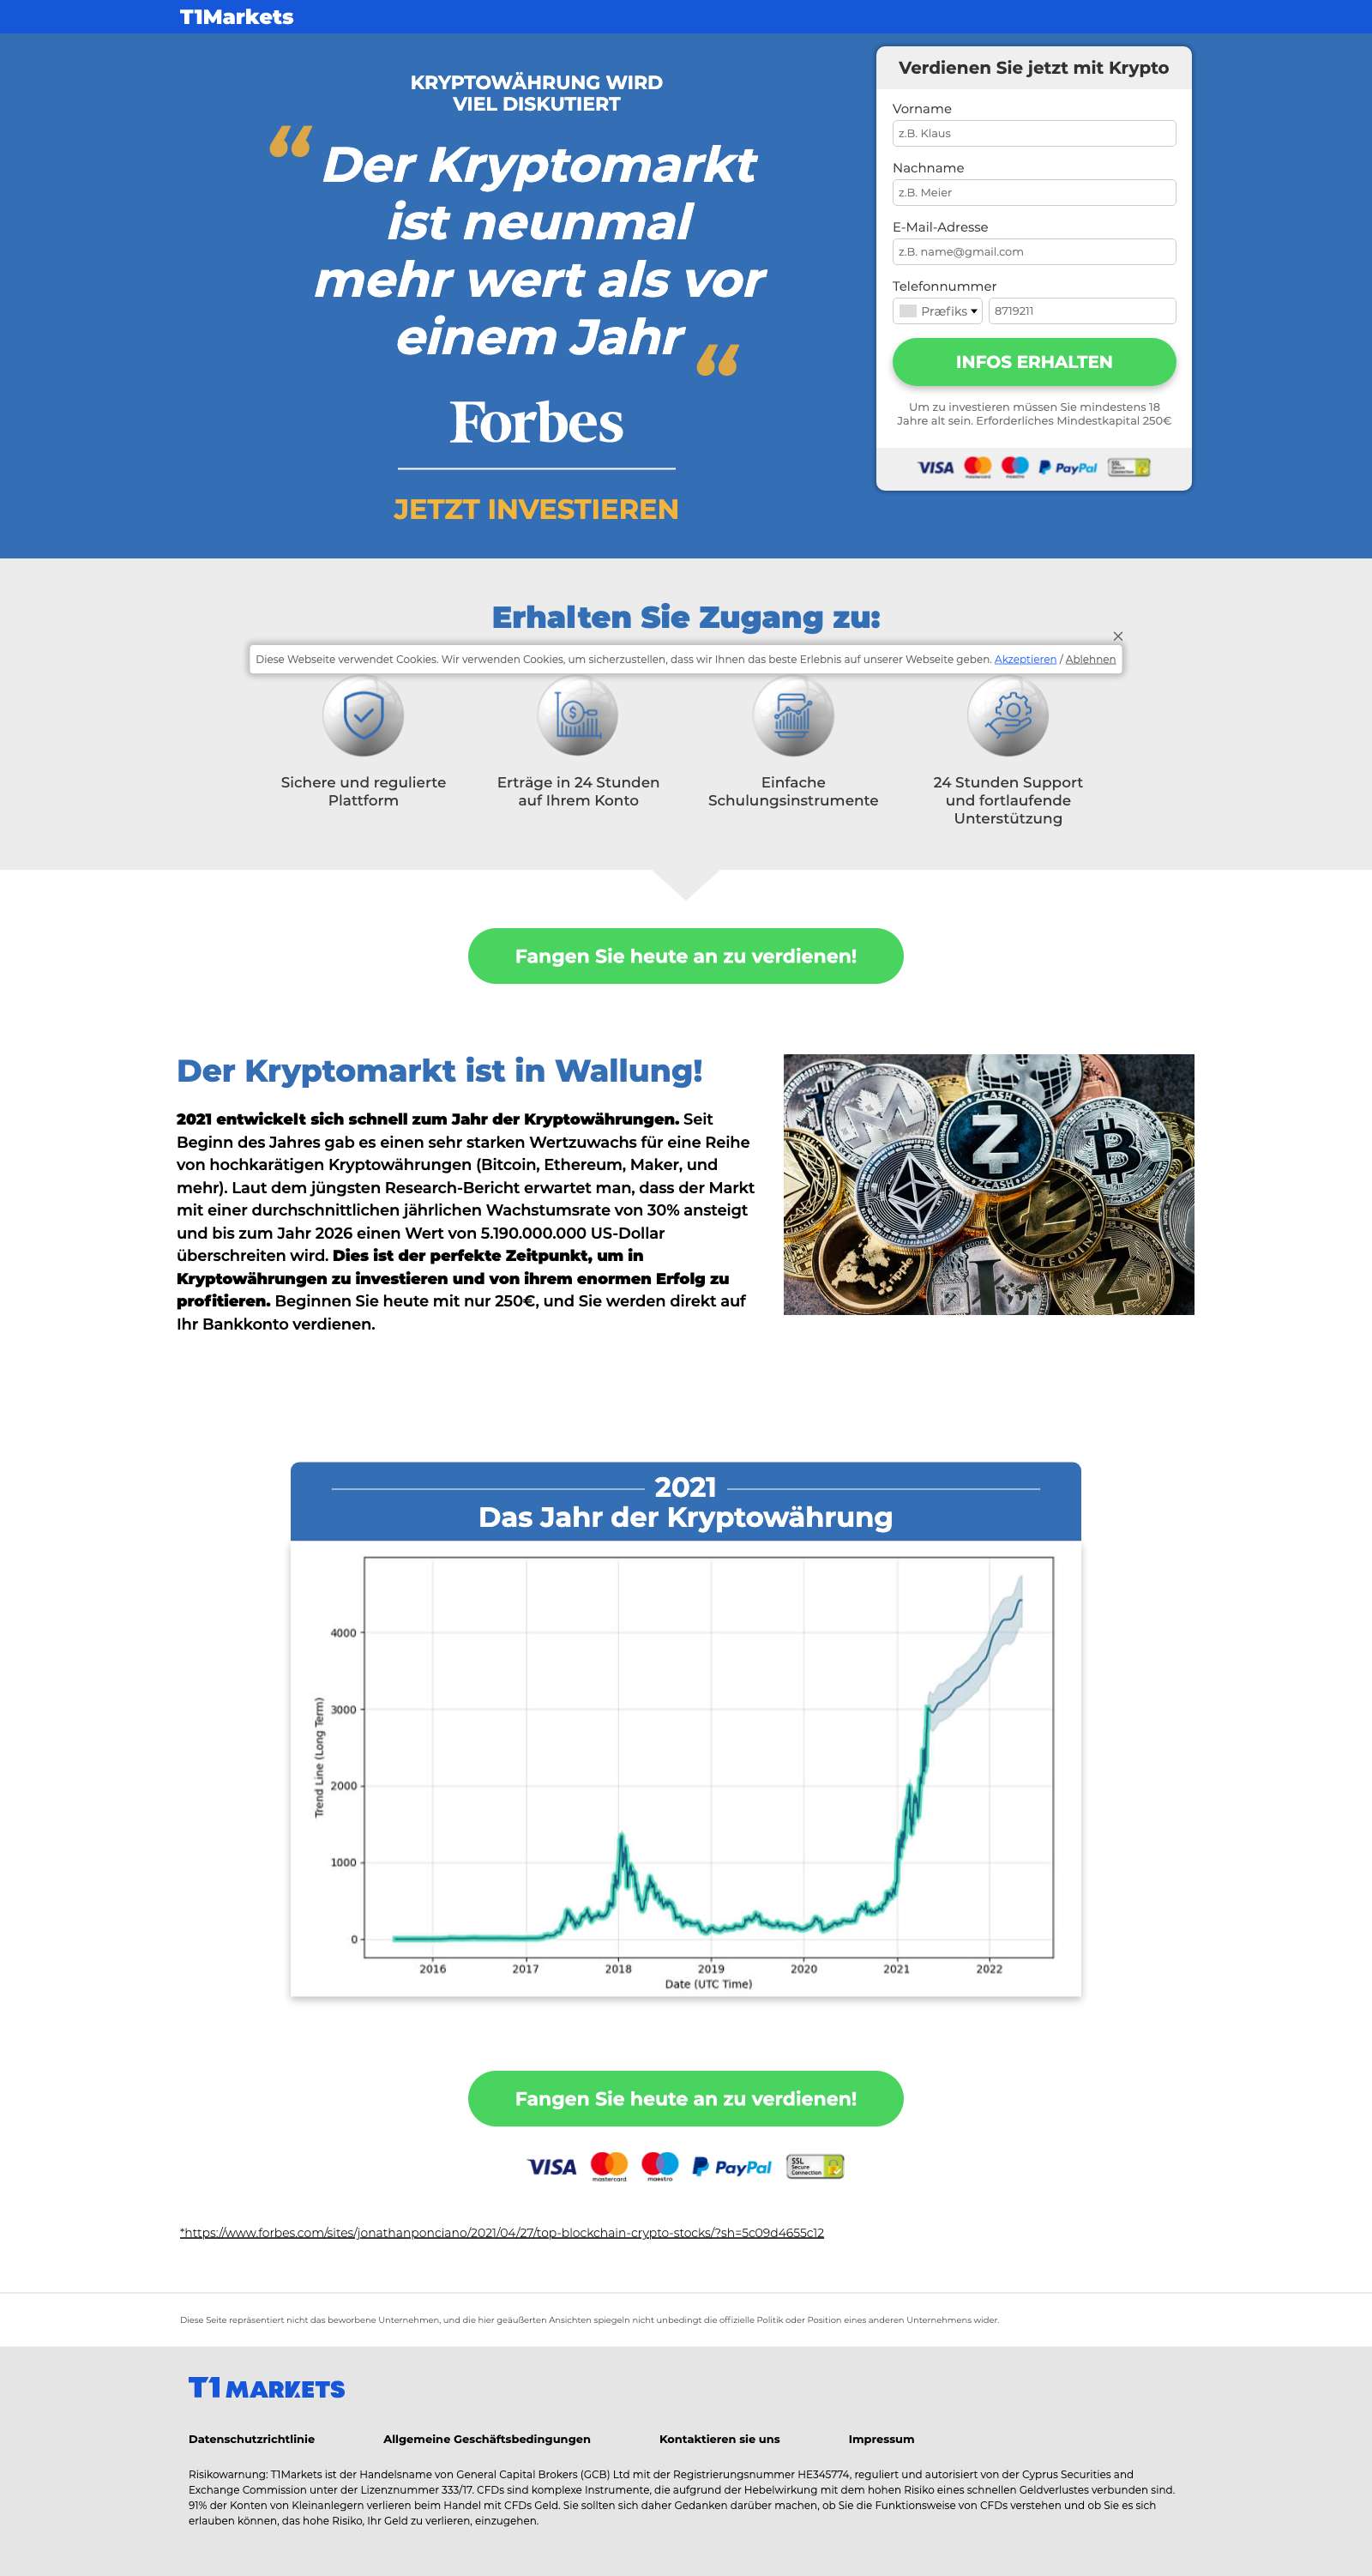 T1Markets
KRYPTOWÄHRUNG WIRD
VIEL DISKUTIERT
“ Der Kryptomarkt
ist neunmal
mehr wert als vor
einem Jahr “
Forbes
JETZT INVESTIEREN
Verdienen Sie jetzt mit Krypto
Vorname
z.B. Klaus
Nachname
z.B. Meier
E-Mail-Adresse
z.B. name@gmail.com
Telefonnummer
Præfiks 8719211
INFOS ERHALTEN
Um zu investieren müssen Sie mindestens 18
Jahre alt sein. Erforderliches Mindestkapital 250€
VISA mastercard maestro PayPal SSL Secure Connection
Erhalten Sie Zugang zu:
Diese Webseite verwendet Cookies. Wir verwenden Cookies, um sicherzustellen, dass wir Ihnen das beste Erlebnis auf unserer Webseite geben. Akzeptieren / Ablehnen
Sichere und regulierte
Plattform
Erträge in 24 Stunden
auf Ihrem Konto
Einfache
Schulungsinstrumente
24 Stunden Support
und fortlaufende
Unterstützung
Fangen Sie heute an zu verdienen!
Der Kryptomarkt ist in Wallung!
2021 entwickelt sich schnell zum Jahr der Kryptowährungen. Seit
Beginn des Jahres gab es einen sehr starken Wertzuwachs für eine Reihe
von hochkarätigen Kryptowährungen (Bitcoin, Ethereum, Maker, und
mehr). Laut dem jüngsten Research-Bericht erwartet man, dass der Markt
mit einer durchschnittlichen jährlichen Wachstumsrate von 30% ansteigt
und bis zum Jahr 2026 einen Wert von 5.190.000.000 US-Dollar
überschreiten wird. Dies ist der perfekte Zeitpunkt, um in
Kryptowährungen zu investieren und von ihrem enormen Erfolg zu
profitieren. Beginnen Sie heute mit nur 250€, und Sie werden direkt auf
Ihr Bankkonto verdienen.
ZCASH
ZCASH
LITECOIN
ripple
2021
Das Jahr der Kryptowährung
4000
3000
2000
1000
0
Trend Line (Long Term)
2016 2017 2018 2019 2020 2021 2022
Date (UTC Time)
Fangen Sie heute an zu verdienen!
VISA mastercard maestro PayPal SSL Secure Connection
*https://www.forbes.com/sites/jonathanponciano/2021/04/27/top-blockchain-crypto-stocks/?sh=5c09d4655c12
Diese Seite repräsentiert nicht das beworbene Unternehmen, und die hier geäußerten Ansichten spiegeln nicht unbedingt die offizielle Politik oder Position eines anderen Unternehmens wider.
T1 MARKETS
Datenschutzrichtlinie Allgemeine Geschäftsbedingungen Kontaktieren sie uns Impressum
Risikowarnung: T1Markets ist der Handelsname von General Capital Brokers (GCB) Ltd mit der Registrierungsnummer HE345774, reguliert und autorisiert von der Cyprus Securities and
Exchange Commission unter der Lizenznummer 333/17. CFDs sind komplexe Instrumente, die aufgrund der Hebelwirkung mit dem hohen Risiko eines schnellen Geldverlustes verbunden sind.
91% der Konten von Kleinanlegern verlieren beim Handel mit CFDs Geld. Sie sollten sich daher Gedanken darüber machen, ob Sie die Funktionsweise von CFDs verstehen und ob Sie es sich
erlauben können, das hohe Risiko, Ihr Geld zu verlieren, einzugehen.